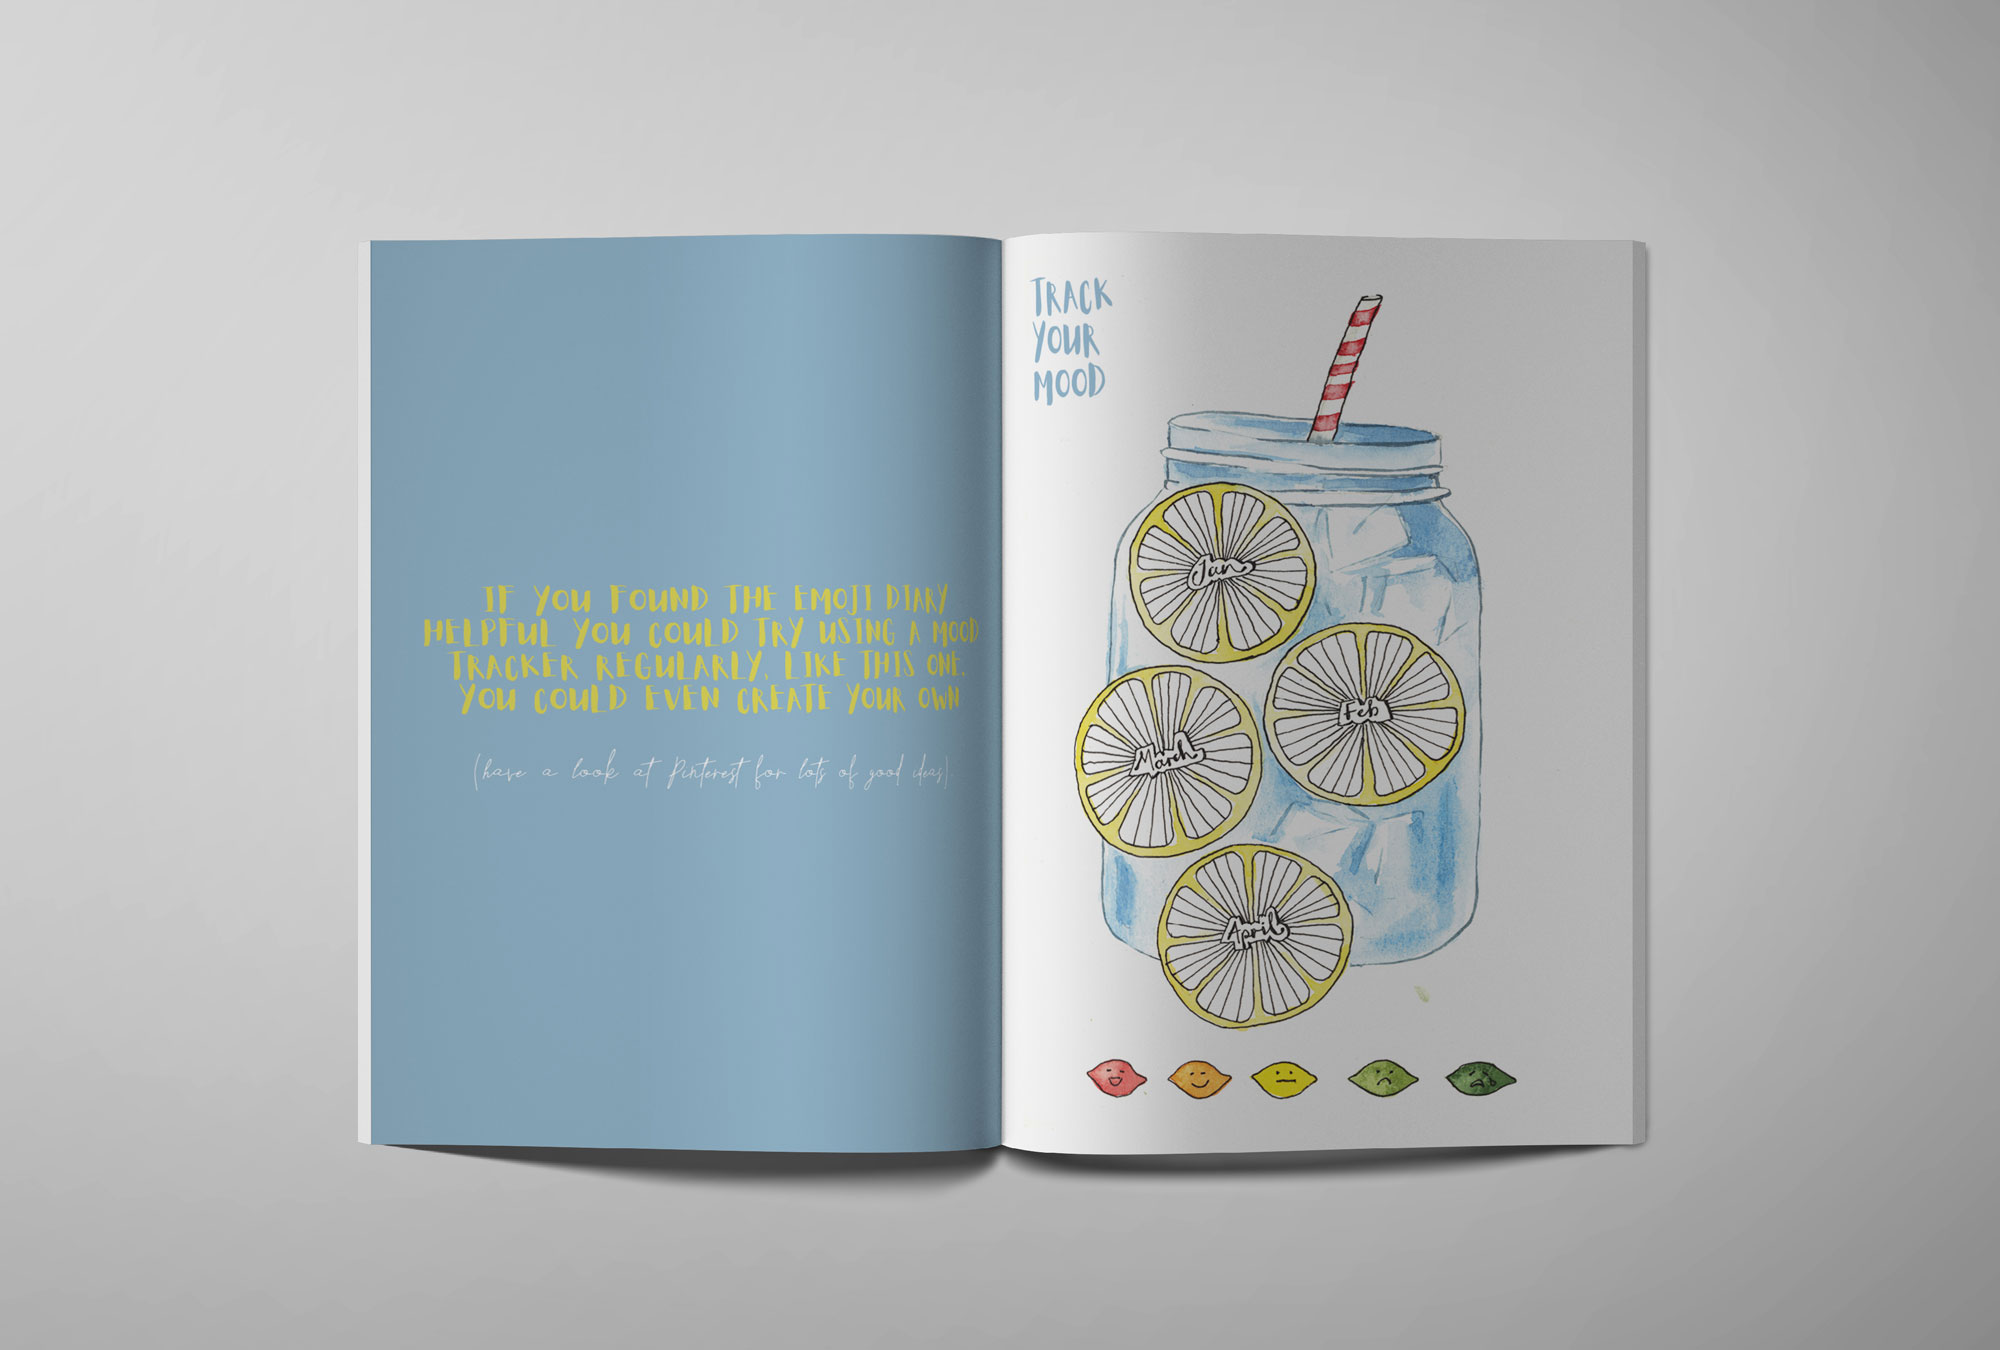 IF YOU FOUND THE EMOJI DIARY
HELPFUL YOU COULD TRY USING A MOOD
TRACKER REGULARLY, LIKE THIS ONE.
YOU COULD EVEN CREATE YOUR OWN
(have a look at Pinterest for lots of good ideas).
TRACK
YOUR
MOOD
Jan
Feb
March
April